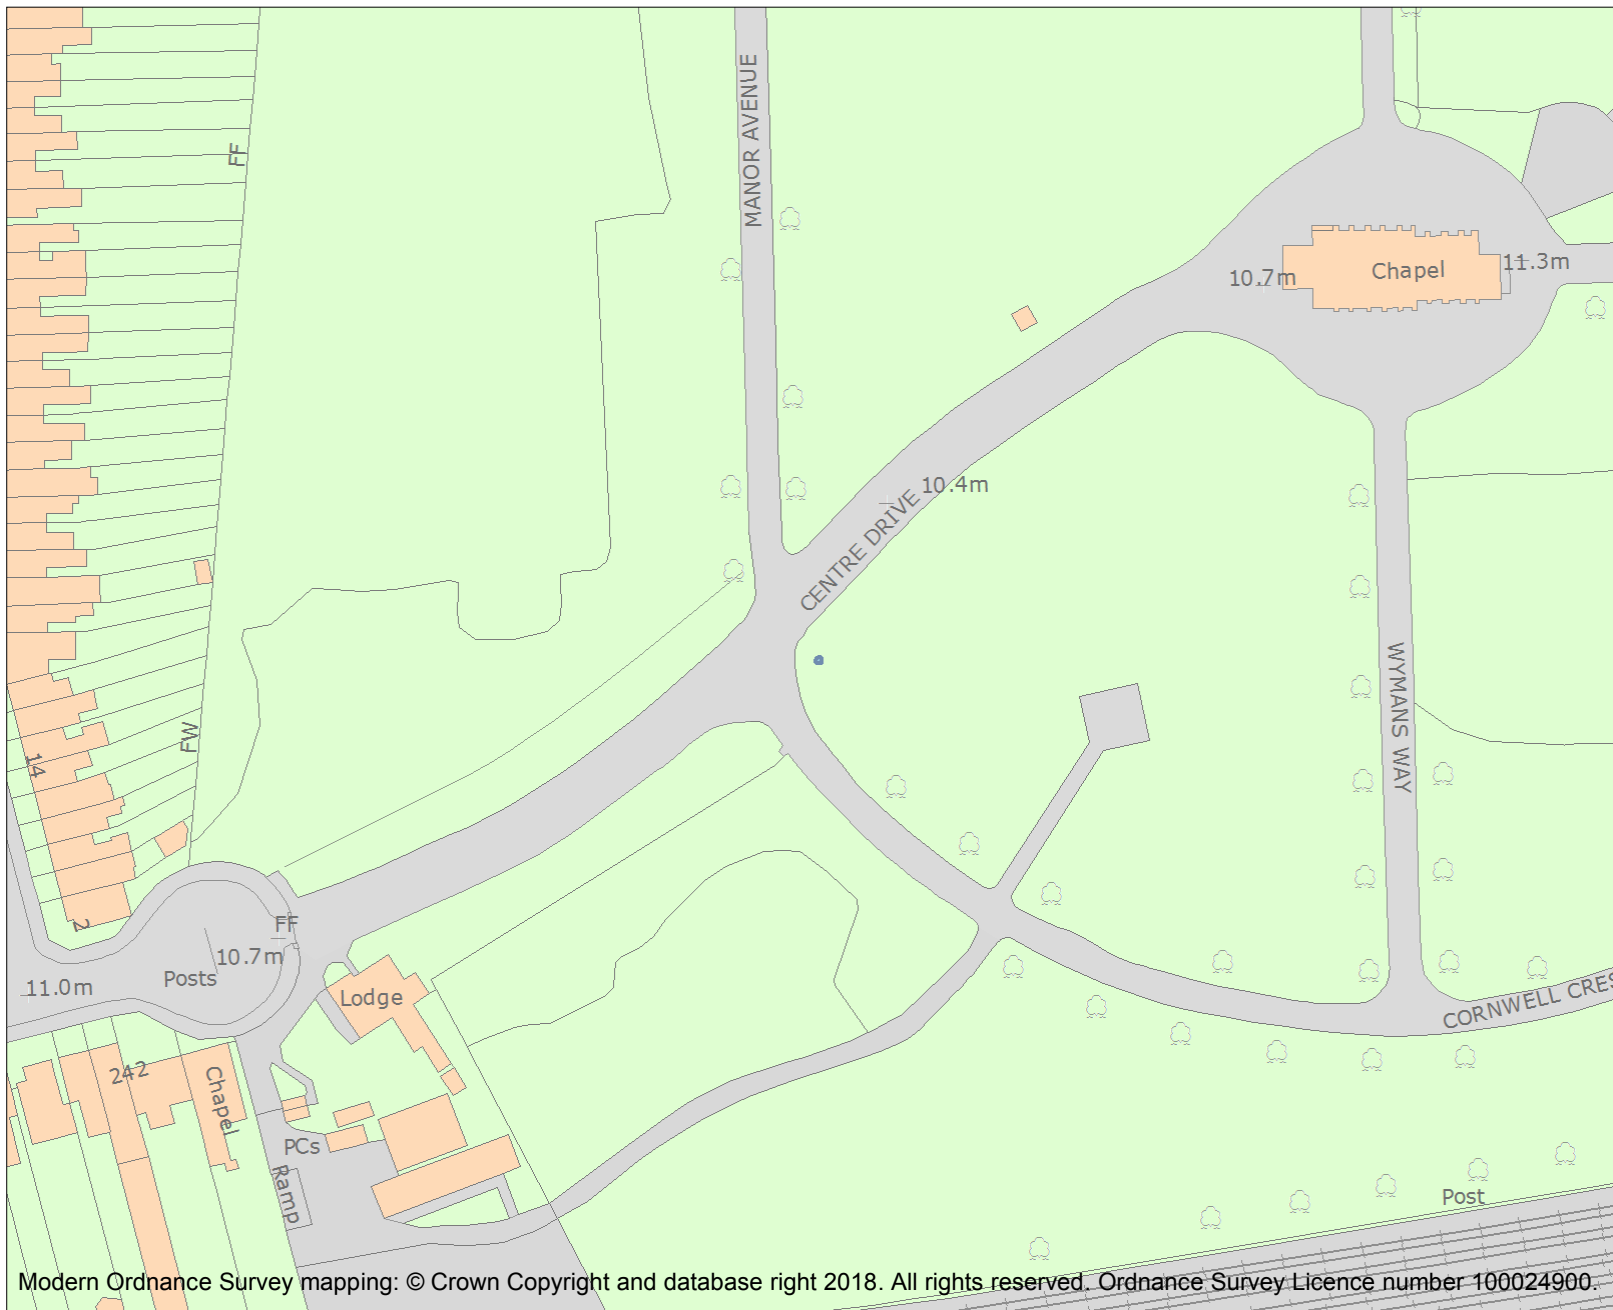 MANOR AVENUE
FF
Chapel
10.7m
11.3m
10.4m
CENTRE DRIVE
WYMANS WAY
FW
14
2
FF
10.7m
Posts
11.0m
Lodge
CORNWELL CRES
242
Chapel
PCs
Ramp
Post
Modern Ordnance Survey mapping: © Crown Copyright and database right 2018. All rights reserved. Ordnance Survey Licence number 100024900.